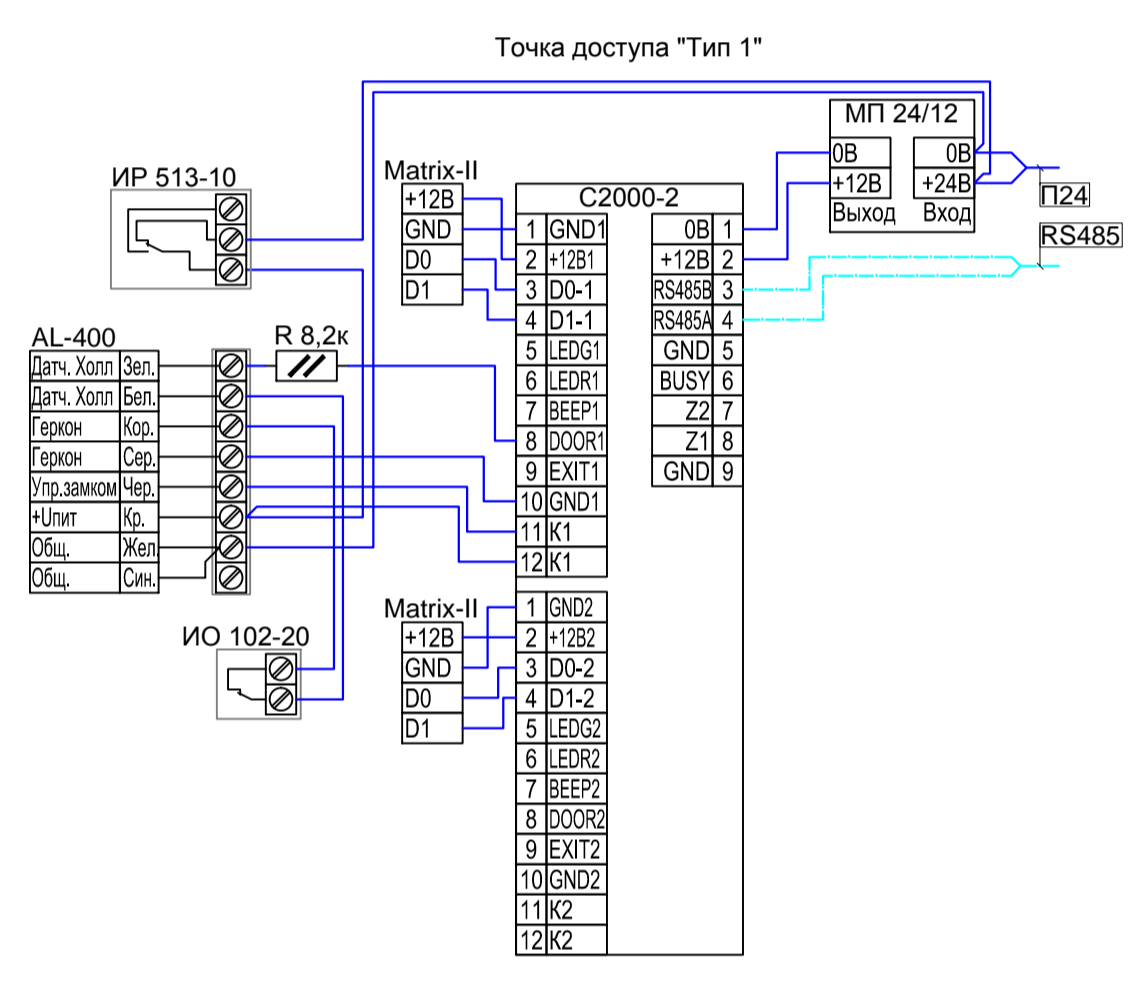 Точка доступа "Тип 1"
МП 24/12
0В 0В
+12В +24В
Выход Вход
П24
RS485
ИР 513-10
Matrix-II
+12В
GND
D0
D1
С2000-2
1 GND1 0В 1
2 +12В1 +12В 2
3 D0-1 RS485В 3
4 D1-1 RS485А 4
5 LEDG1 GND 5
6 LEDR1 BUSY 6
7 BEEP1 Z2 7
8 DOOR1 Z1 8
9 EXIT1 GND 9
10 GND1
11 К1
12 К1
AL-400
R 8,2к
Датч. Холл Зел.
Датч. Холл Бел.
Геркон Кор.
Геркон Сер.
Упр.замком Чер.
+Uпит Кр.
Общ. Жел.
Общ. Син.
ИО 102-20
Matrix-II
+12В
GND
D0
D1
1 GND2
2 +12В2
3 D0-2
4 D1-2
5 LEDG2
6 LEDR2
7 BEEP2
8 DOOR2
9 EXIT2
10 GND2
11 К2
12 К2